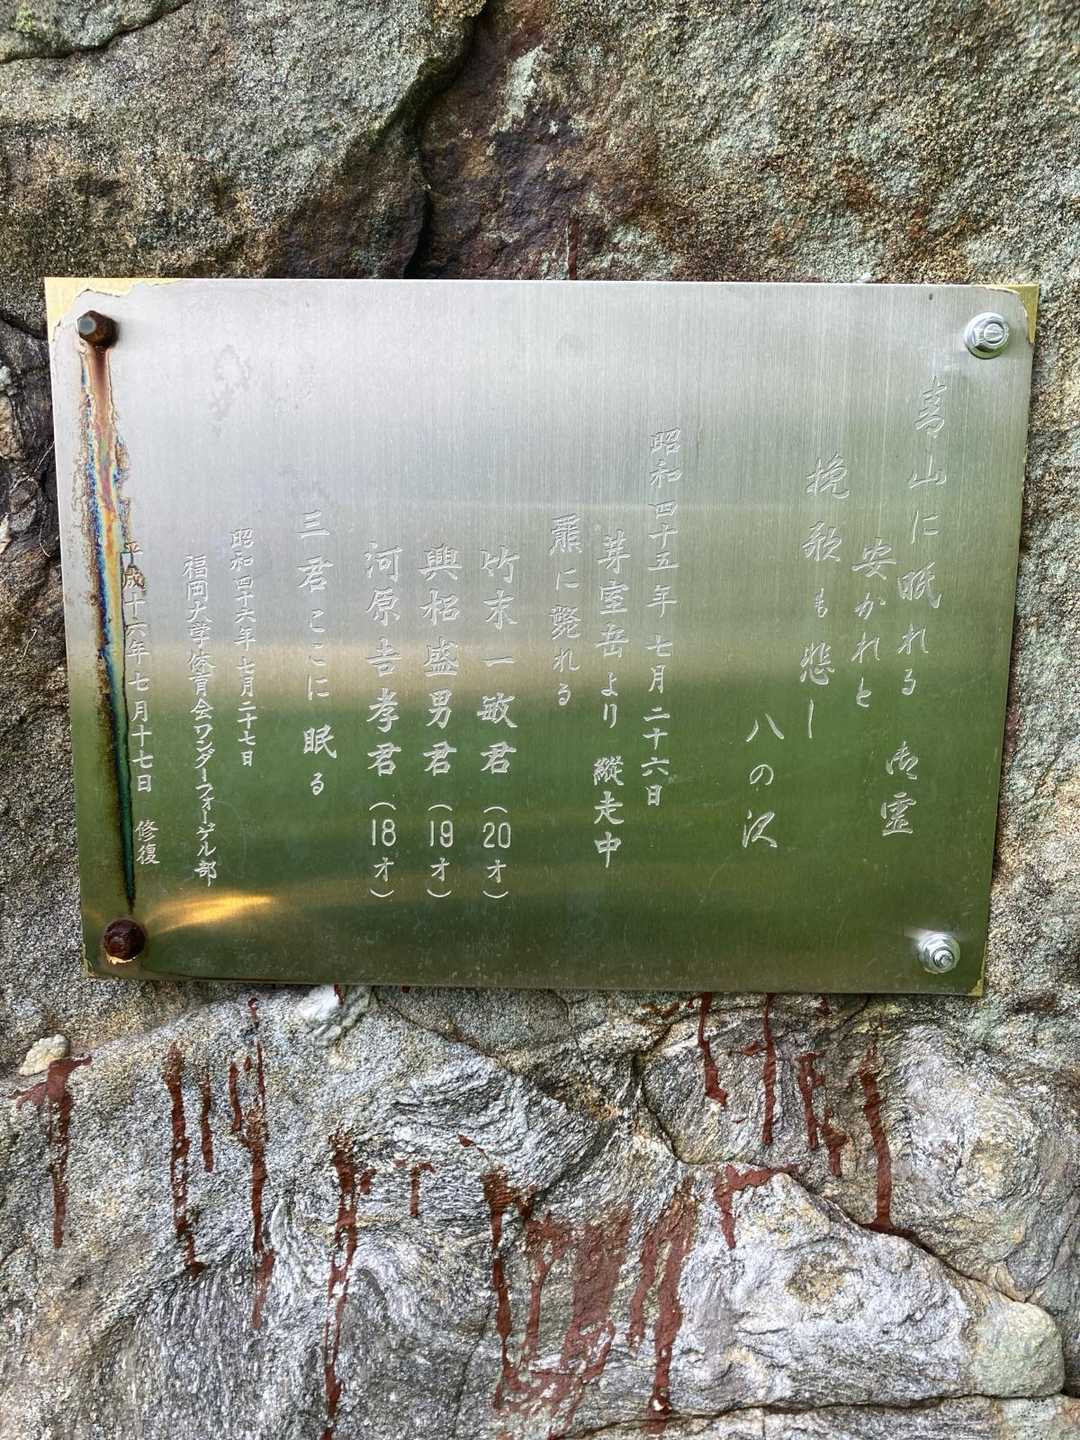 高山に眠れる 御霊
安かれと
挽歌も悲し
八の沢
昭和四十五年七月二十六日
芽室岳より 縦走中
羆に斃れる
竹末一敏君（20才）
興梠盛男君（19才）
河原吉孝君（18才）
三君ここに眠る
昭和四十六年七月二十七日
福岡大学体育会ワンダーフォーゲル部
平成十六年七月十七日 修復